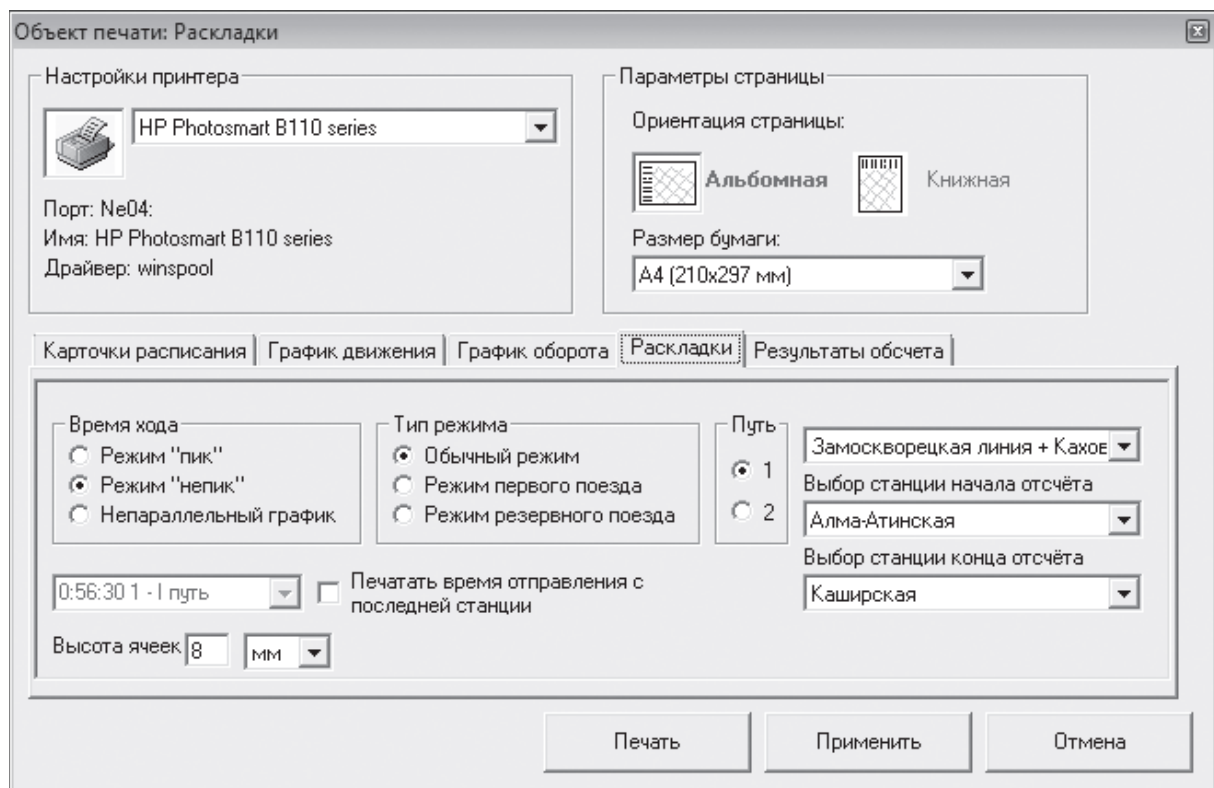 Объект печати: Раскладки
Настройки принтера
HP Photosmart B110 series
Порт: Ne04:
Имя: HP Photosmart B110 series
Драйвер: winspool
Параметры страницы
Ориентация страницы:
Альбомная
Книжная
Размер бумаги:
A4 (210x297 мм)
Карточки расписания
График движения
График оборота
Раскладки
Результаты обсчета
Время хода
Режим "пик"
Режим "непик"
Непараллельный график
Тип режима
Обычный режим
Режим первого поезда
Режим резервного поезда
Путь
1
2
Замоскворецкая линия + Кахов
Выбор станции начала отсчёта
Алма-Атинская
Выбор станции конца отсчёта
Каширская
0:56:30 1 - I путь
Печатать время отправления с
последней станции
Высота ячеек 8 мм
Печать
Применить
Отмена